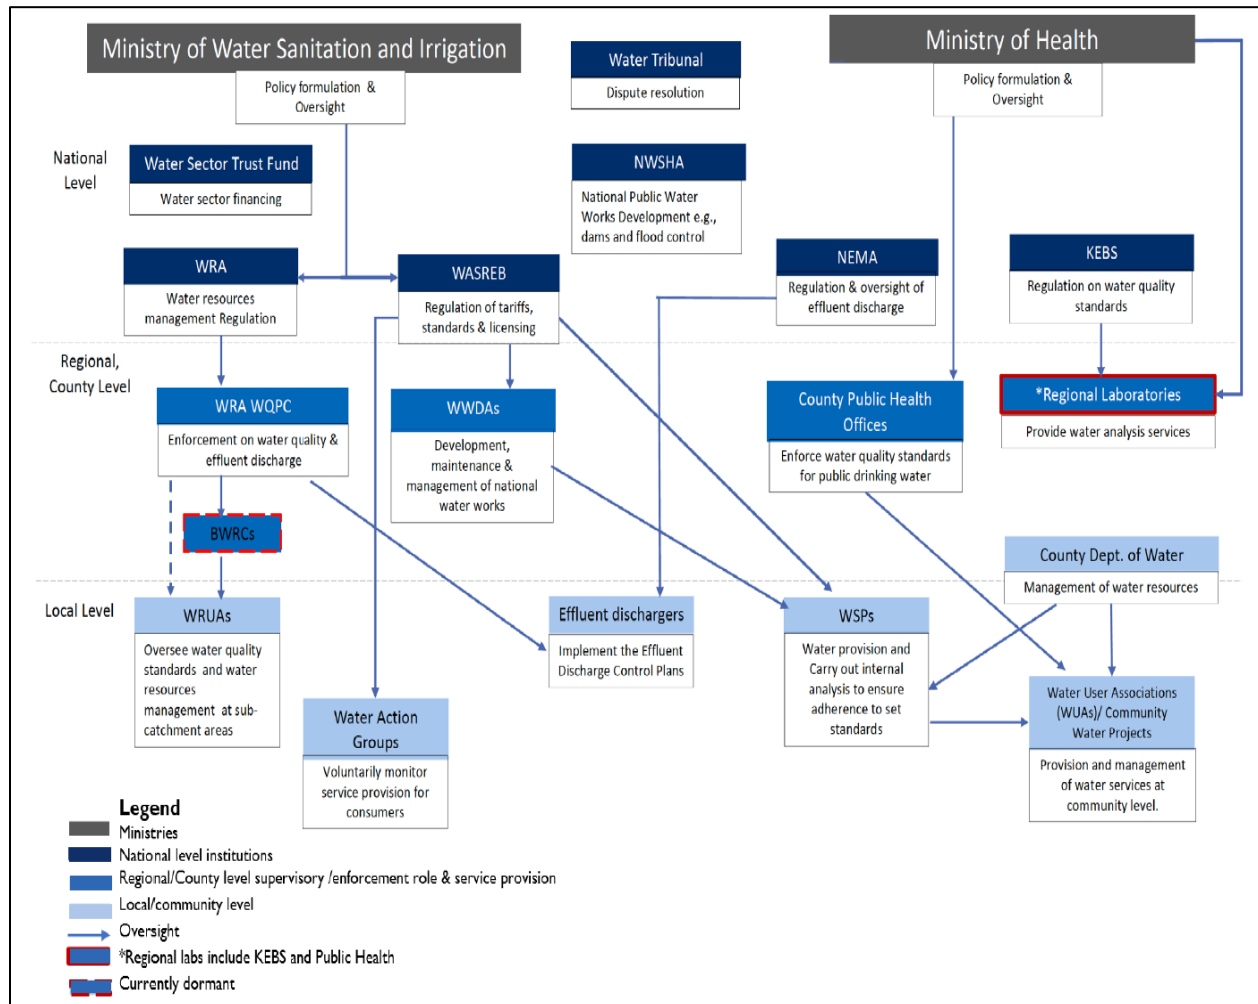 Ministry of Water Sanitation and Irrigation
Policy formulation &
Oversight
Water Tribunal
Dispute resolution
Ministry of Health
Policy formulation &
Oversight
National
Level
Water Sector Trust Fund
Water sector financing
NWSHA
National Public Water
Works Development e.g.,
dams and flood control
WRA
Water resources
management Regulation
WASREB
Regulation of tariffs,
standards & licensing
NEMA
Regulation & oversight of
effluent discharge
KEBS
Regulation on water quality
standards
Regional,
County Level
WRA WQPC
Enforcement on water quality &
effluent discharge
WWDAs
Development,
maintenance &
management of national
water works
County Public Health
Offices
Enforce water quality standards
for public drinking water
*Regional Laboratories
Provide water analysis services
BWRCs
County Dept. of Water
Management of water resources
Local Level
WRUAs
Oversee water quality
standards and water
resources
management at sub-
catchment areas
Water Action
Groups
Voluntarily monitor
service provision for
consumers
Effluent dischargers
Implement the Effluent
Discharge Control Plans
WSPs
Water provision and
Carry out internal
analysis to ensure
adherence to set
standards
Water User Associations
(WUAs)/ Community
Water Projects
Provision and management
of water services at
community level.
Legend
Ministries
National level institutions
Regional/County level supervisory /enforcement role & service provision
Local/community level
Oversight
*Regional labs include KEBS and Public Health
Currently dormant